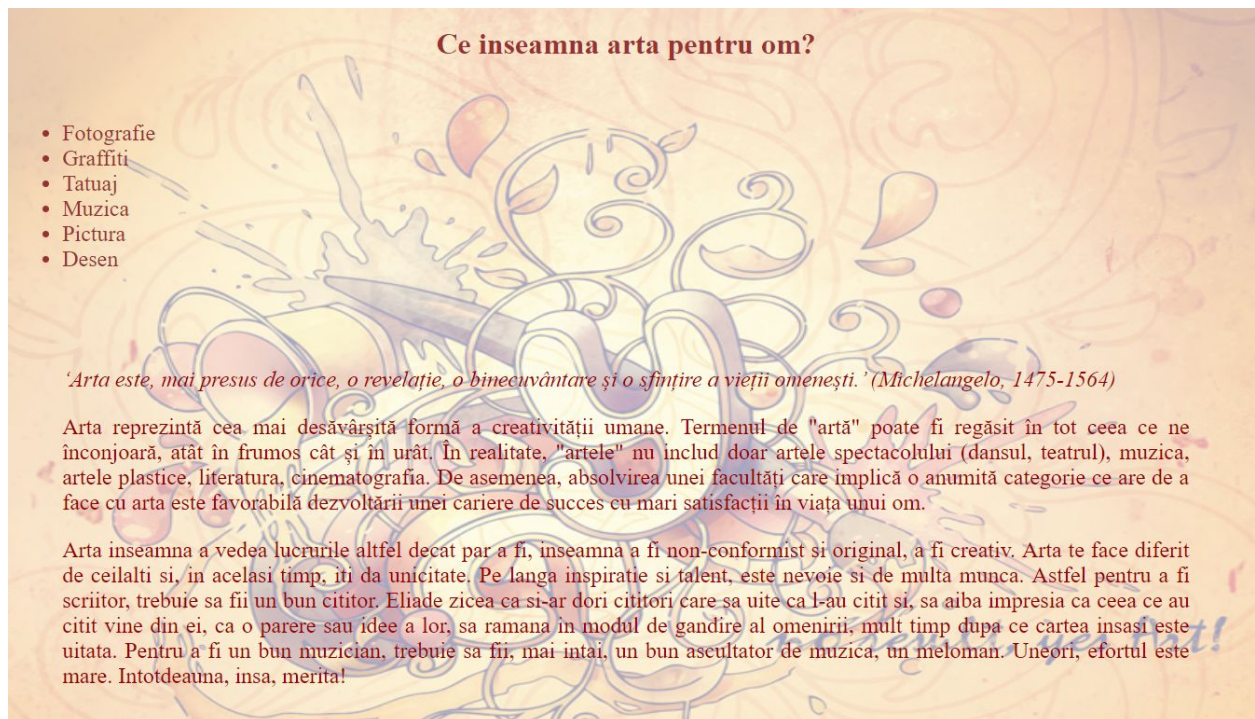 Ce inseamna arta pentru om?
• Fotografie
• Graffiti
• Tatuaj
• Muzica
• Pictura
• Desen
‘Arta este, mai presus de orice, o revelație, o binecuvântare și o sfințire a vieții omenești.’ (Michelangelo, 1475-1564)
Arta reprezintă cea mai desăvârșită formă a creativității umane. Termenul de "artă" poate fi regăsit în tot ceea ce ne
înconjoară, atât în frumos cât și în urât. În realitate, "artele" nu includ doar artele spectacolului (dansul, teatrul), muzica,
artele plastice, literatura, cinematografia. De asemenea, absolvirea unei facultăți care implică o anumită categorie ce are de a
face cu arta este favorabilă dezvoltării unei cariere de succes cu mari satisfacții în viața unui om.
Arta inseamna a vedea lucrurile altfel decat par a fi, inseamna a fi non-conformist si original, a fi creativ. Arta te face diferit
de ceilalti si, in acelasi timp, iti da unicitate. Pe langa inspiratie si talent, este nevoie si de multa munca. Astfel pentru a fi
scriitor, trebuie sa fii un bun cititor. Eliade zicea ca si-ar dori cititori care sa uite ca l-au citit si, sa aiba impresia ca ceea ce au
citit vine din ei, ca o parere sau idee a lor, sa ramana in modul de gandire al omenirii, mult timp dupa ce cartea insasi este
uitata. Pentru a fi un bun muzician, trebuie sa fii, mai intai, un bun ascultator de muzica, un meloman. Uneori, efortul este
mare. Intotdeauna, insa, merita!
yes Art!